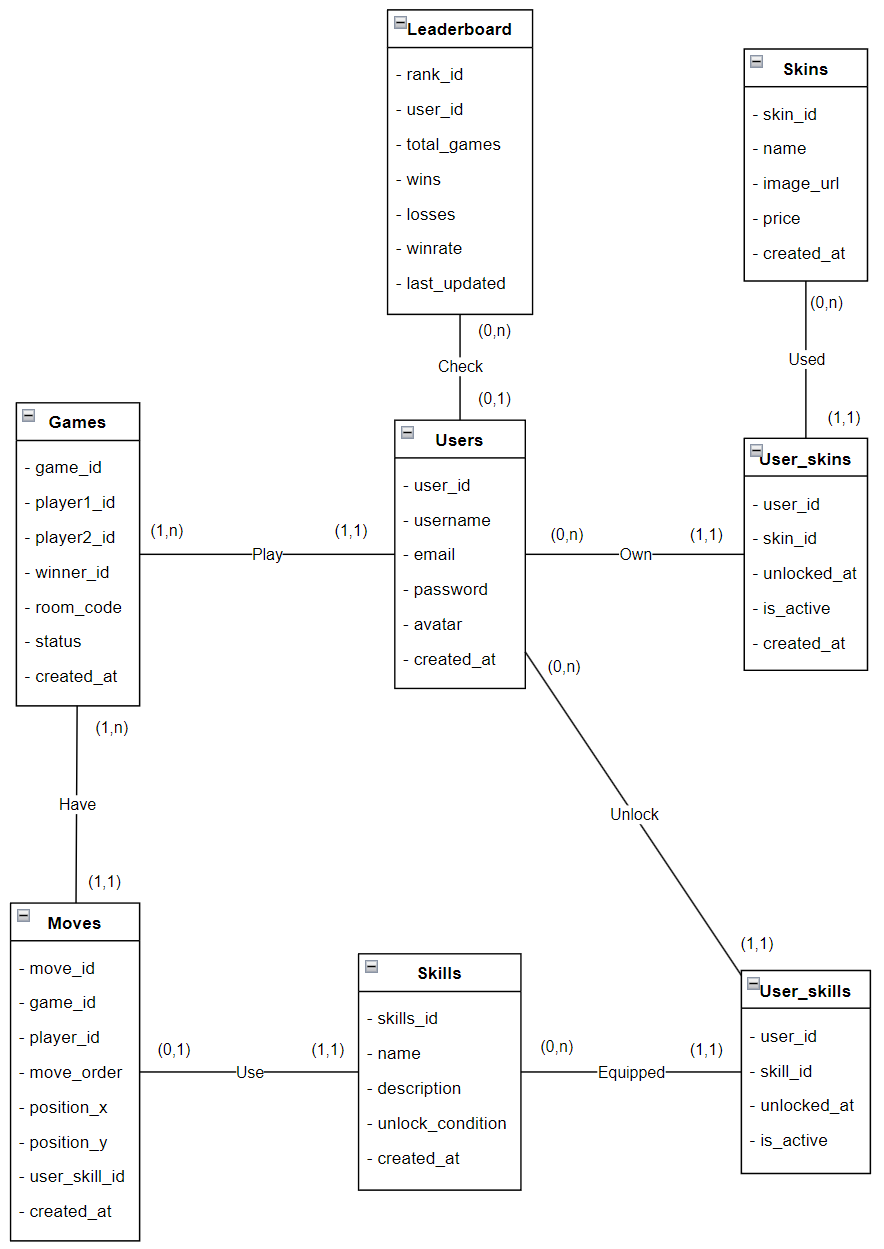 Leaderboard
- rank_id
- user_id
- total_games
- wins
- losses
- winrate
- last_updated
(0,n)
Check
(0,1)
Skins
- skin_id
- name
- image_url
- price
- created_at
(0,n)
Used
(1,1)
Games
- game_id
- player1_id
- player2_id
- winner_id
- room_code
- status
- created_at
(1,n)
Play
(1,1)
Users
- user_id
- username
- email
- password
- avatar
- created_at
(0,n)
Own
(1,1)
User_skins
- user_id
- skin_id
- unlocked_at
- is_active
- created_at
(1,n)
Have
(1,1)
(0,n)
Unlock
(1,1)
Moves
- move_id
- game_id
- player_id
- move_order
- position_x
- position_y
- user_skill_id
- created_at
(0,1)
Use
(1,1)
Skills
- skills_id
- name
- description
- unlock_condition
- created_at
(0,n)
Equipped
(1,1)
User_skills
- user_id
- skill_id
- unlocked_at
- is_active